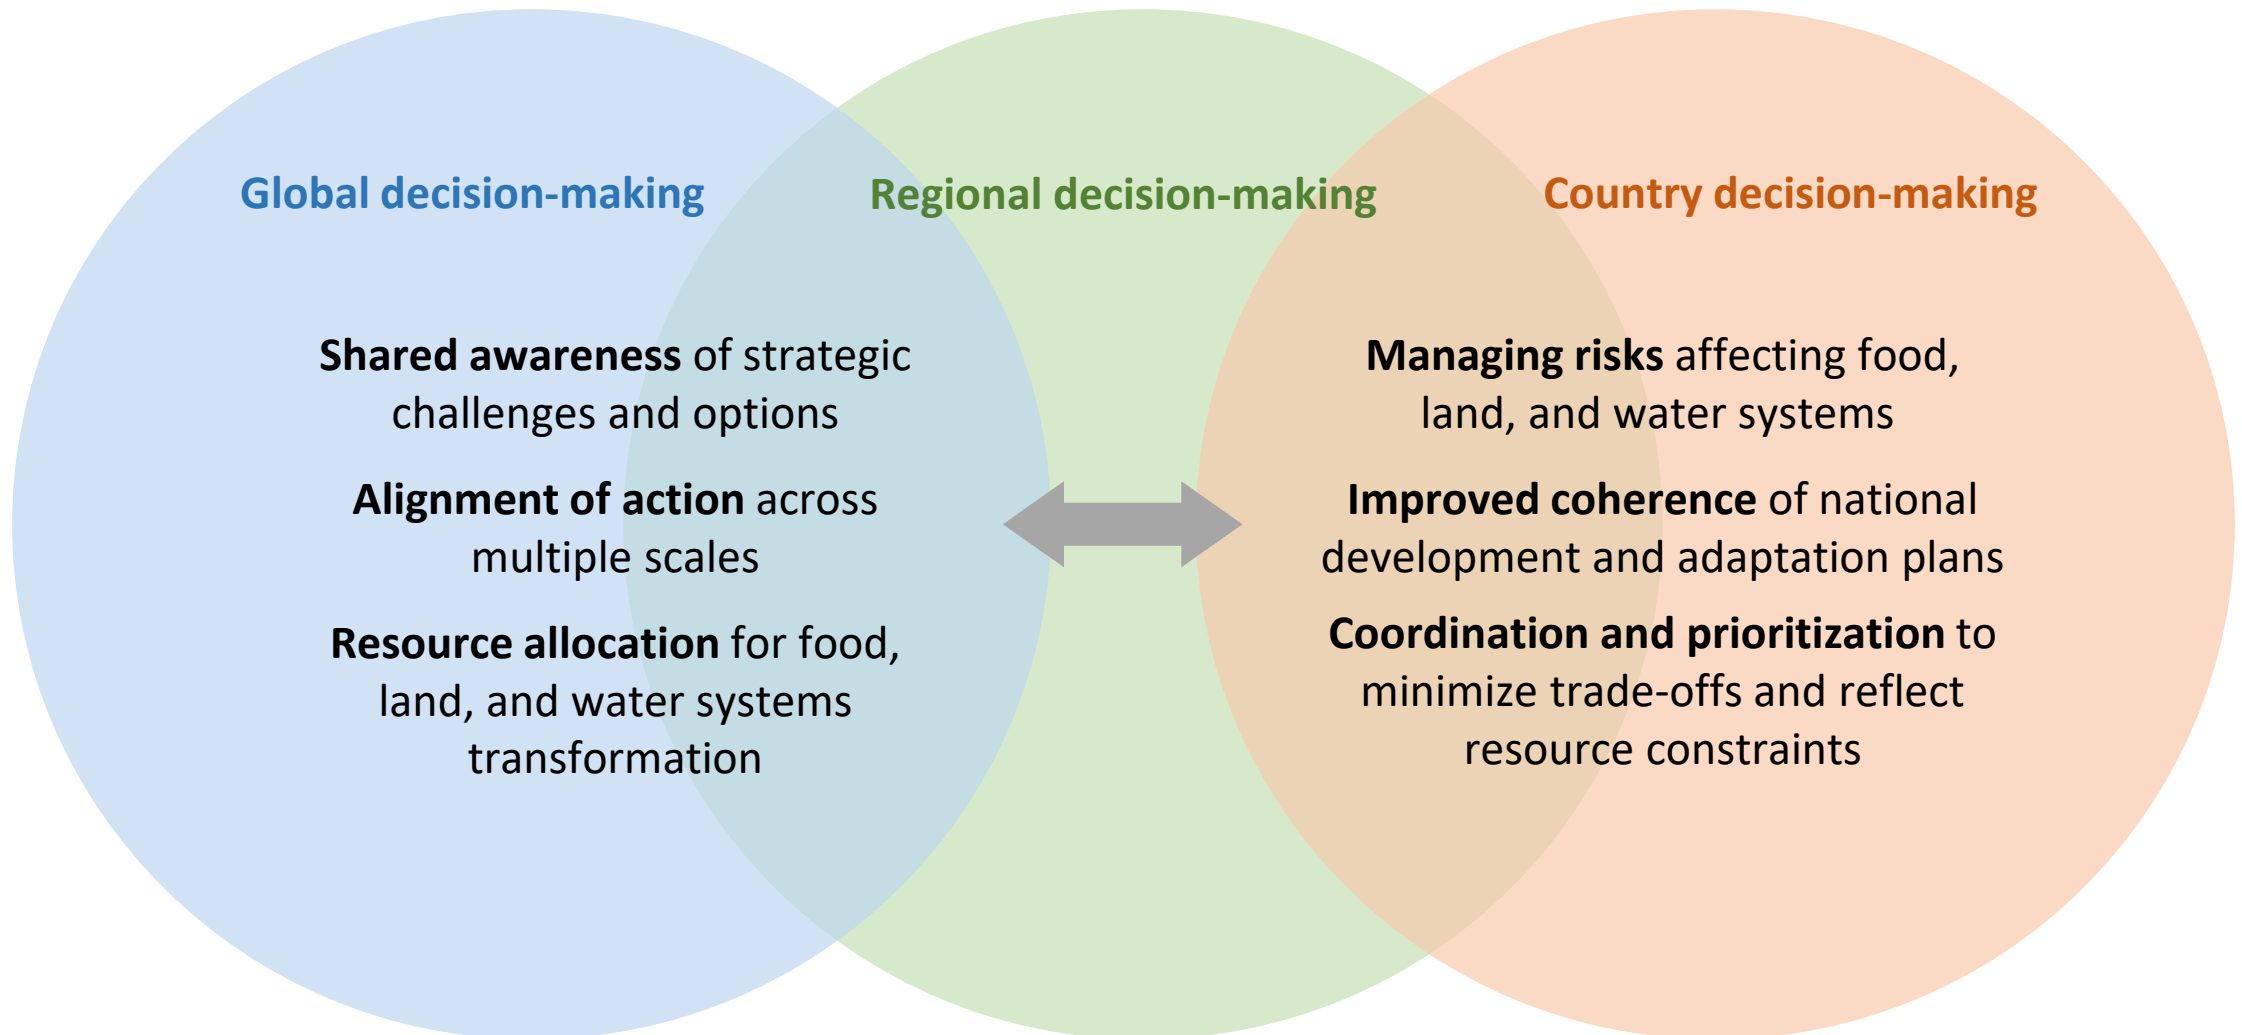 Global decision-making
Regional decision-making
Country decision-making
Shared awareness of strategic
challenges and options
Alignment of action across
multiple scales
Resource allocation for food,
land, and water systems
transformation
Managing risks affecting food,
land, and water systems
Improved coherence of national
development and adaptation plans
Coordination and prioritization to
minimize trade-offs and reflect
resource constraints